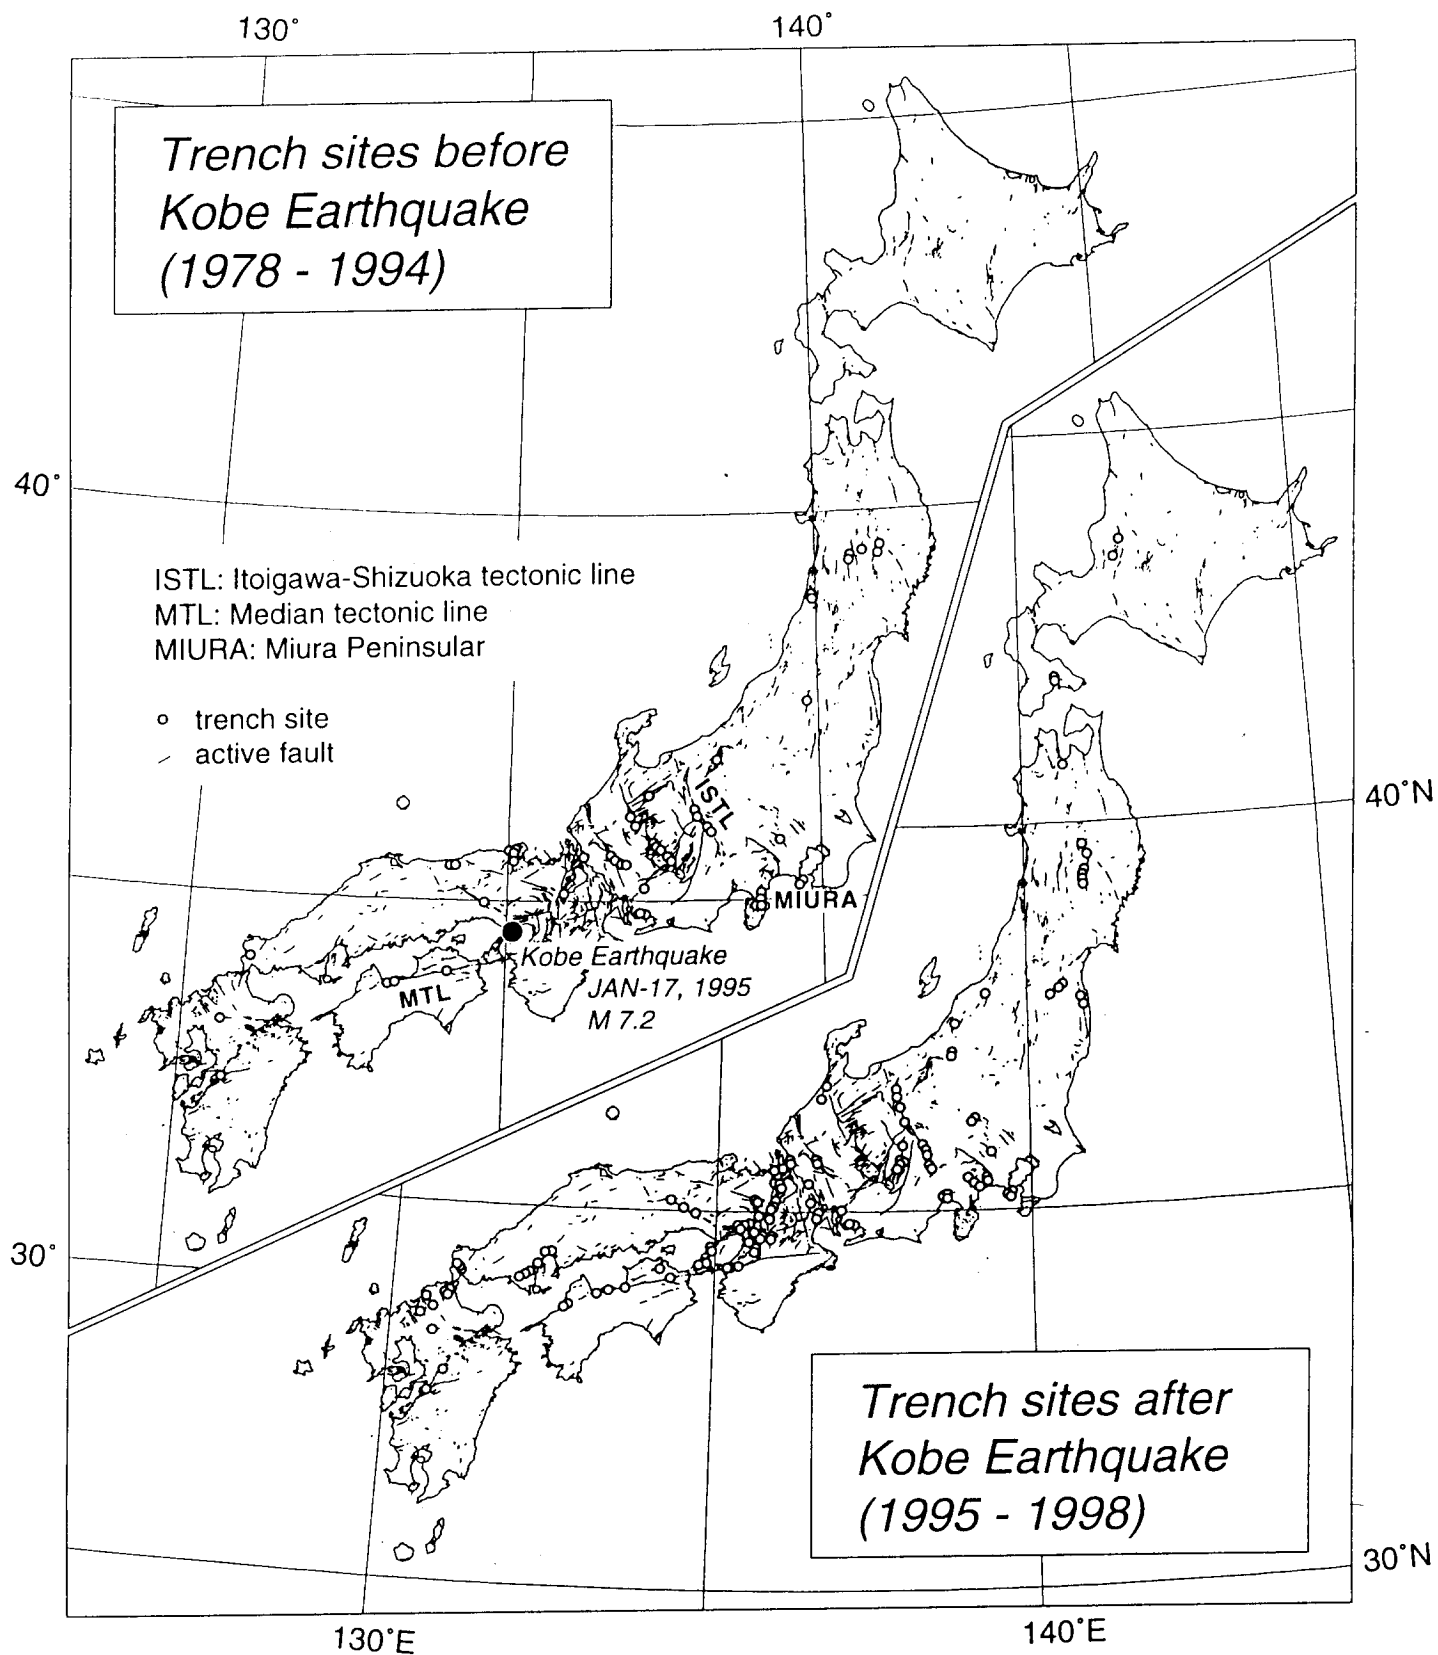 130°
140°
Trench sites before
Kobe Earthquake
(1978 - 1994)
40°
ISTL: Itoigawa-Shizuoka tectonic line
MTL: Median tectonic line
MIURA: Miura Peninsular
trench site
active fault
ISTL
40°N
MIURA
Kobe Earthquake
JAN-17, 1995
M 7.2
MTL
30°
Trench sites after
Kobe Earthquake
(1995 - 1998)
30°N
130°E
140°E